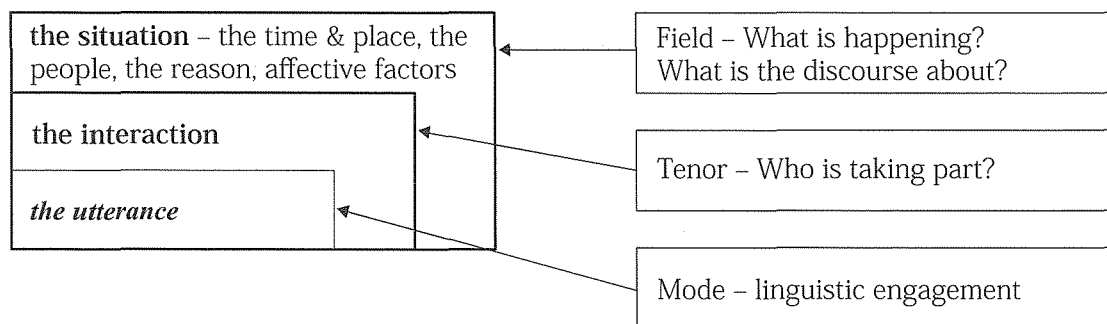 the situation – the time & place, the
people, the reason, affective factors
the interaction
the utterance
Field – What is happening?
What is the discourse about?
Tenor – Who is taking part?
Mode – linguistic engagement